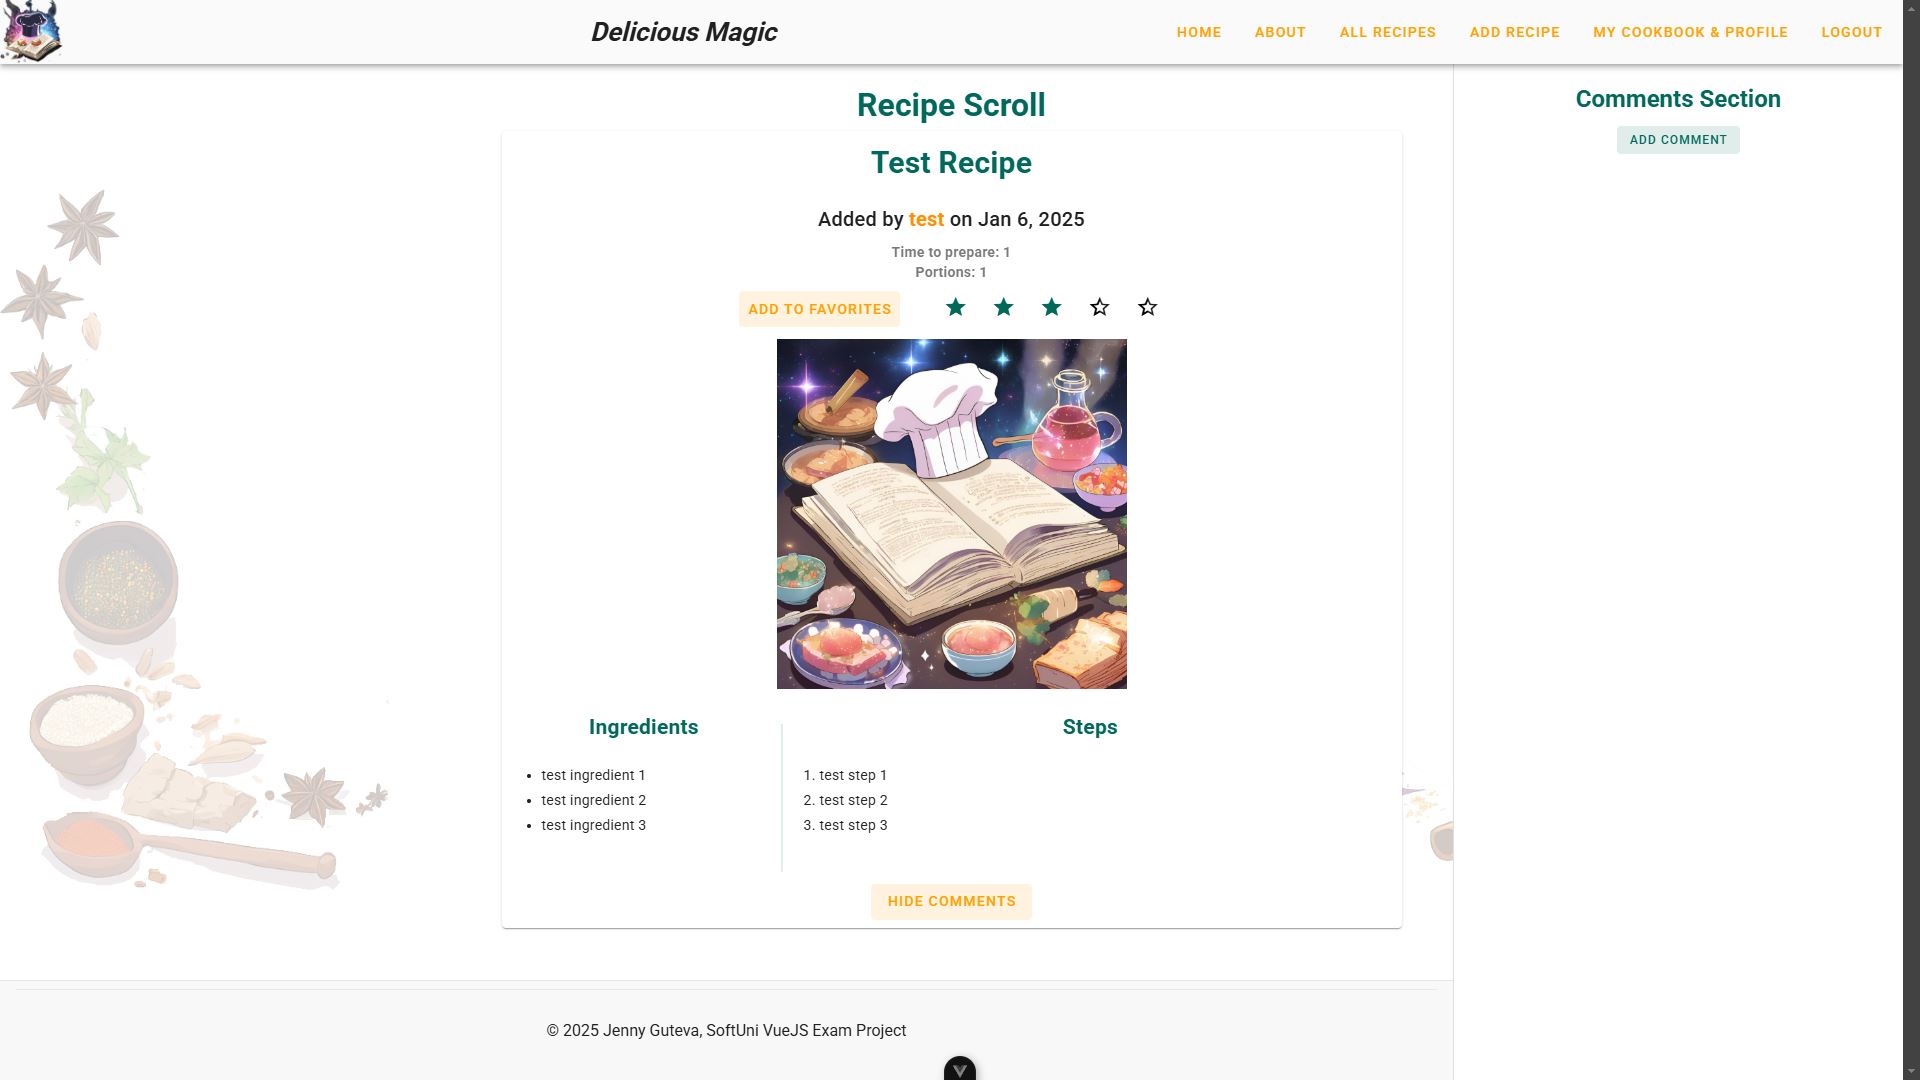 Delicious Magic
HOME
ABOUT
ALL RECIPES
ADD RECIPE
MY COOKBOOK & PROFILE
LOGOUT
Recipe Scroll
Test Recipe
Added by test on Jan 6, 2025
Time to prepare: 1
Portions: 1
ADD TO FAVORITES
Ingredients
• test ingredient 1
• test ingredient 2
• test ingredient 3
Steps
1. test step 1
2. test step 2
3. test step 3
HIDE COMMENTS
Comments Section
ADD COMMENT
© 2025 Jenny Guteva, SoftUni VueJS Exam Project